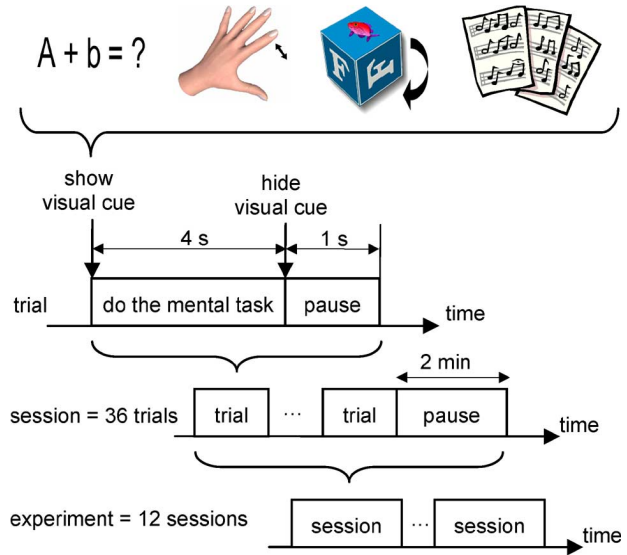 A + b = ?
F F
show
visual cue
hide
visual cue
4 s 1 s
trial do the mental task pause time
2 min
session = 36 trials trial ... trial pause time
experiment = 12 sessions session ... session time